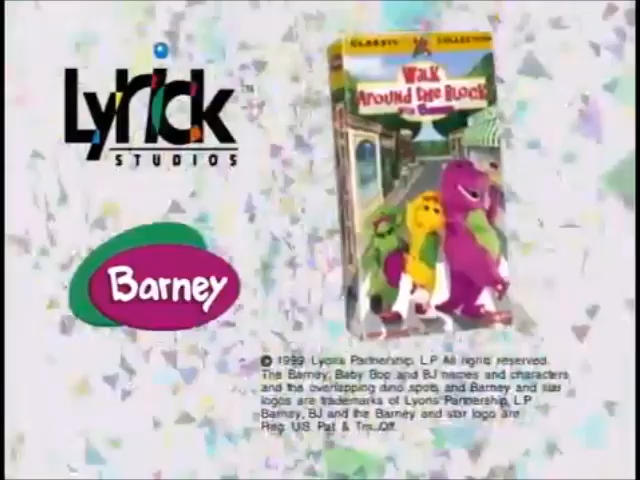 Lyrick
STUDIOS
CLASSIC COLLECTION
Walk
Around the Block
with Barney
Barney
© 1999 Lyons Partnership, L.P. All rights reserved.
The Barney, Baby Bop and BJ names and characters
and the overlapping dino spots and Barney and star
logos are trademarks of Lyons Partnership, L.P.
Barney, BJ and the Barney and star logo are
Reg. U.S. Pat & Tm. Off.